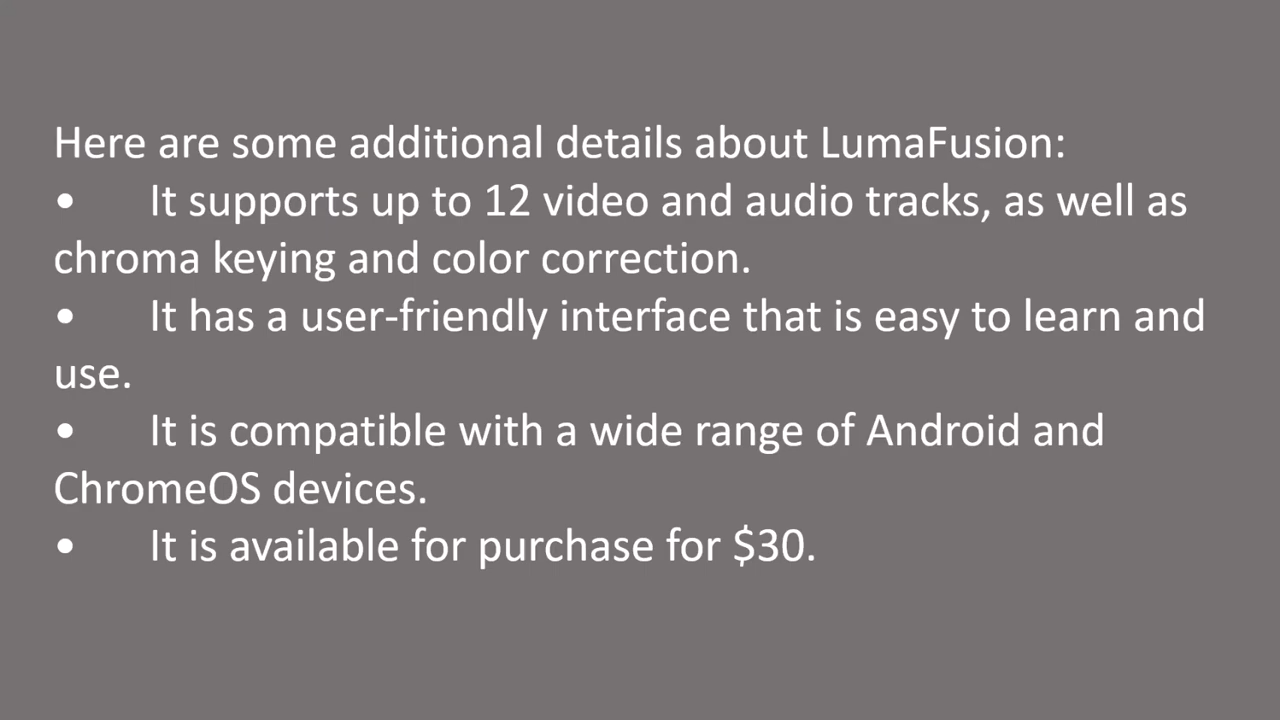 Here are some additional details about LumaFusion:
• It supports up to 12 video and audio tracks, as well as
chroma keying and color correction.
• It has a user-friendly interface that is easy to learn and
use.
• It is compatible with a wide range of Android and
ChromeOS devices.
• It is available for purchase for $30.